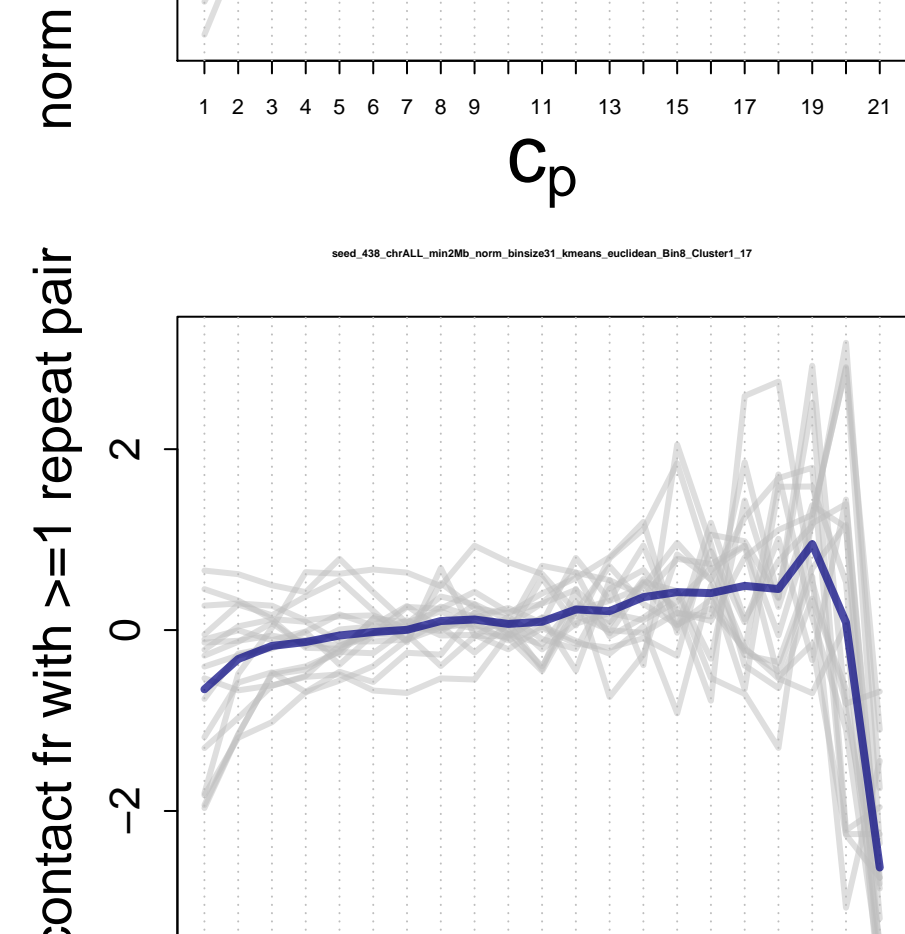 norm
1 2 3 4 5 6 7 8 9 11 13 15 17 19 21
cp
seed_438_chrALL_min2Mb_norm_binsize31_kmeans_euclidean_Bin8_Cluster1_17
contact fr with >=1 repeat pair
2
0
−2